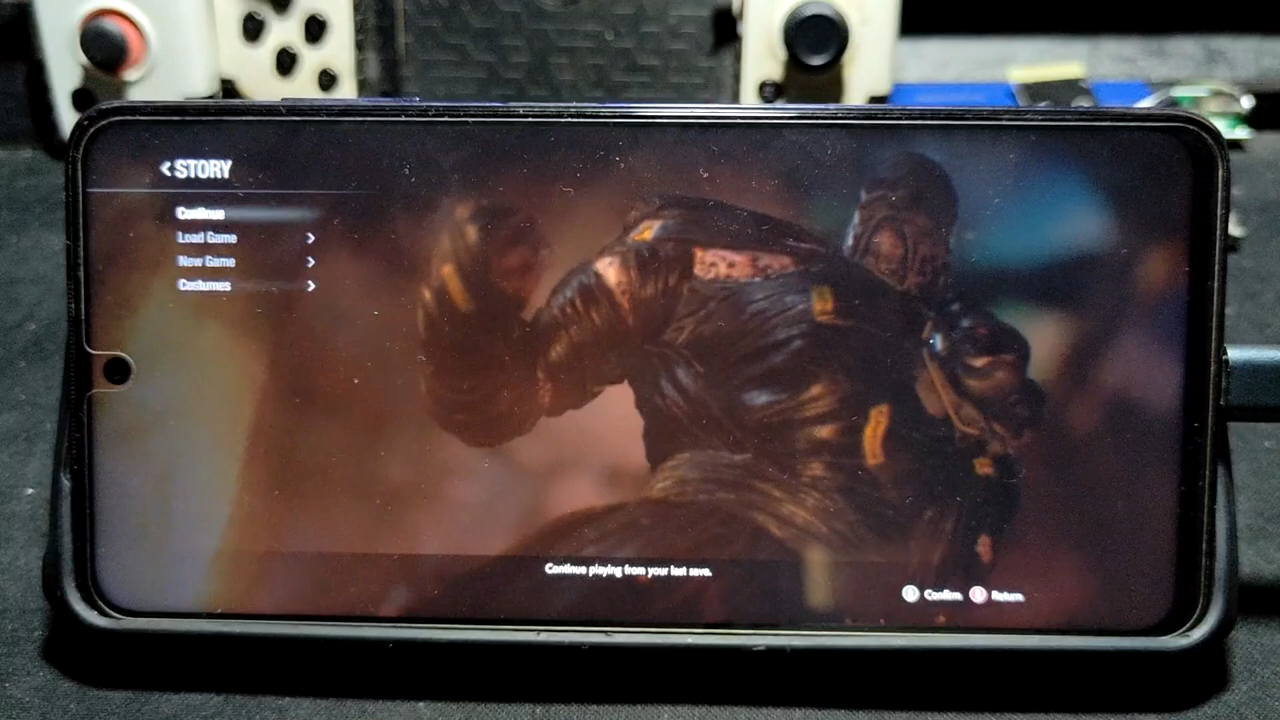 < STORY
Continue
Load Game >
New Game >
Costumes >
Continue playing from your last save.
Confirm Return